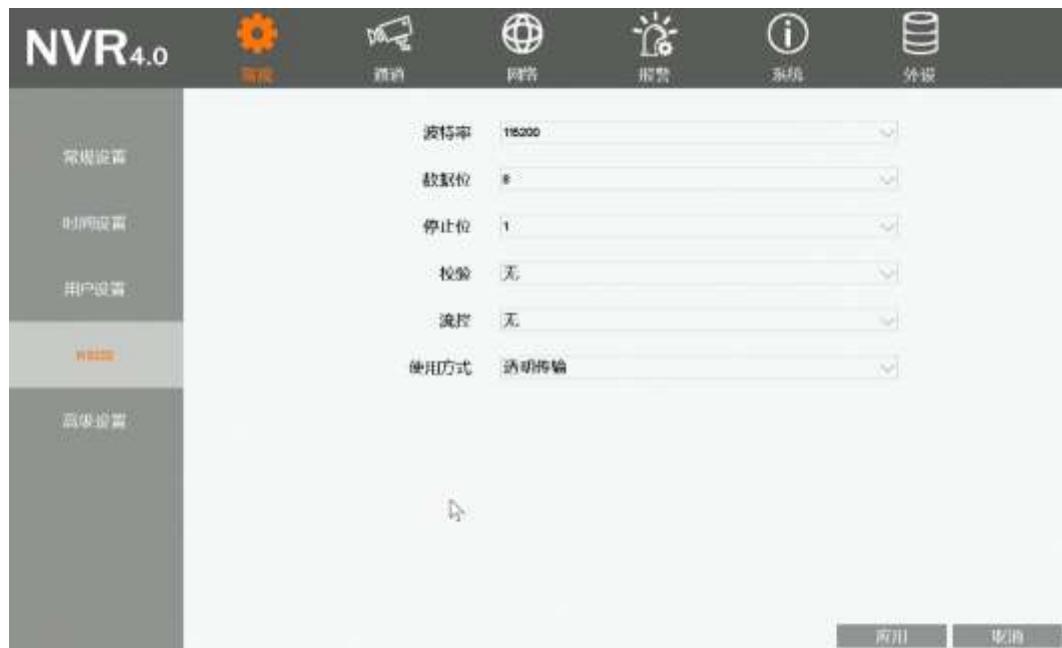 NVR4.0
常规
通道
网络
报警
系统
外设
常规设置
时间设置
用户设置
RS232
高级设置
波特率 115200
数据位 8
停止位 1
校验 无
流控 无
使用方式 透明传输
应用 取消